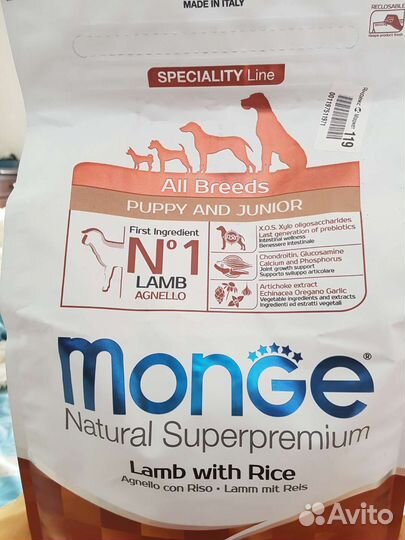 MADE IN ITALY
RECLOSABLE
SPECIALITY Line
119
All Breeds
PUPPY AND JUNIOR
First Ingredient
Nº1
LAMB
AGNELLO
X.O.S. Xylo oligosaccharides
Last generation of prebiotics
Intestinal wellness
Benessere intestinale
Chondroitin, Glucosamine
Calcium and Phosphorus
Joint growth support
Supporto sviluppo articolare
Artichoke extract
Echinacea Oregano Garlic
Vegetable ingredients and extracts
Ingredienti ed estratti vegetali
monGe®
Natural Superpremium
Lamb with Rice
Agnello con Riso • Lamm mit Reis
Avito